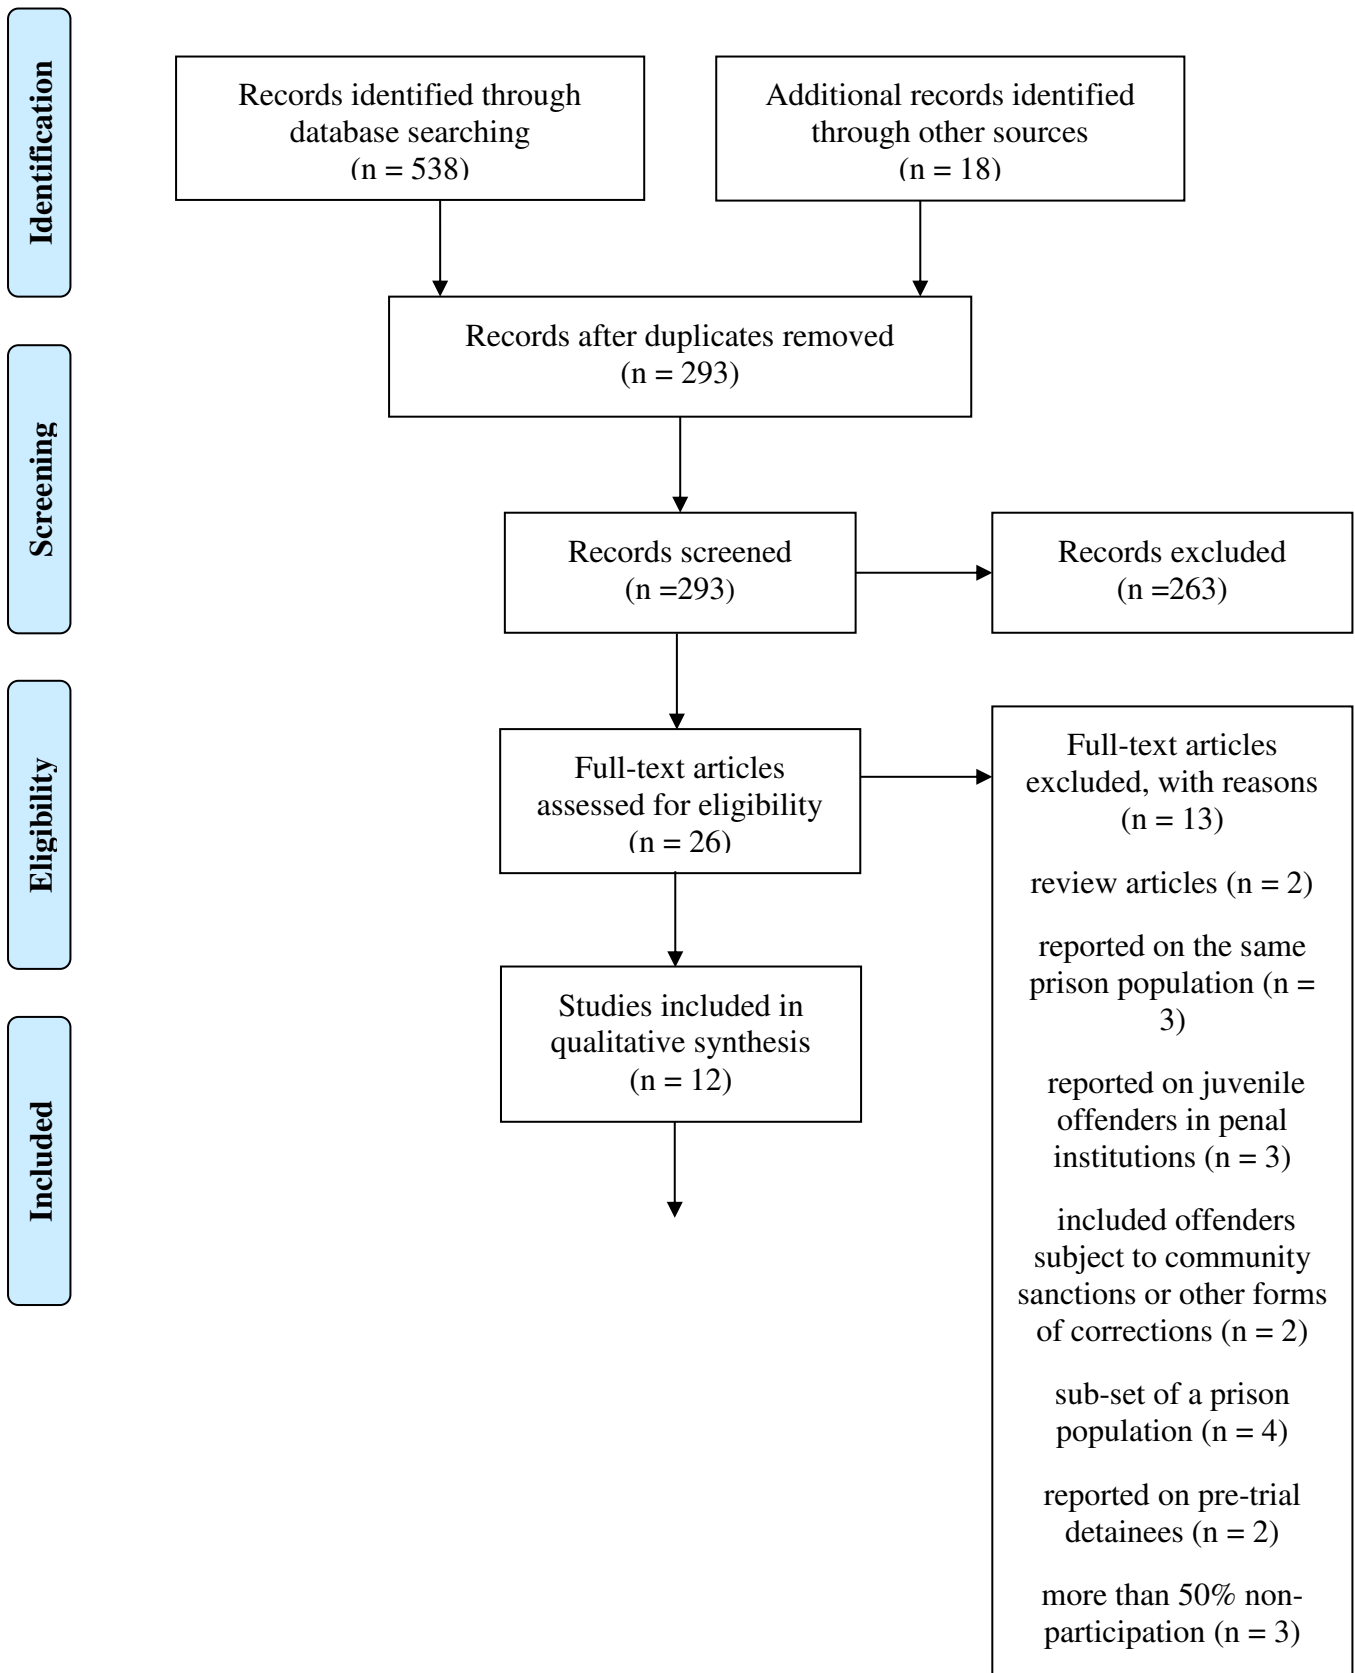 Identification
Records identified through
database searching
(n = 538)
Additional records identified
through other sources
(n = 18)
Records after duplicates removed
(n = 293)
Screening
Records screened
(n =293)
Records excluded
(n =263)
Eligibility
Full-text articles
assessed for eligibility
(n = 26)
Full-text articles
excluded, with reasons
(n = 13)
review articles (n = 2)
reported on the same
prison population (n =
3)
reported on juvenile
offenders in penal
institutions (n = 3)
included offenders
subject to community
sanctions or other forms
of corrections (n = 2)
sub-set of a prison
population (n = 4)
reported on pre-trial
detainees (n = 2)
more than 50% non-
participation (n = 3)
Included
Studies included in
qualitative synthesis
(n = 12)